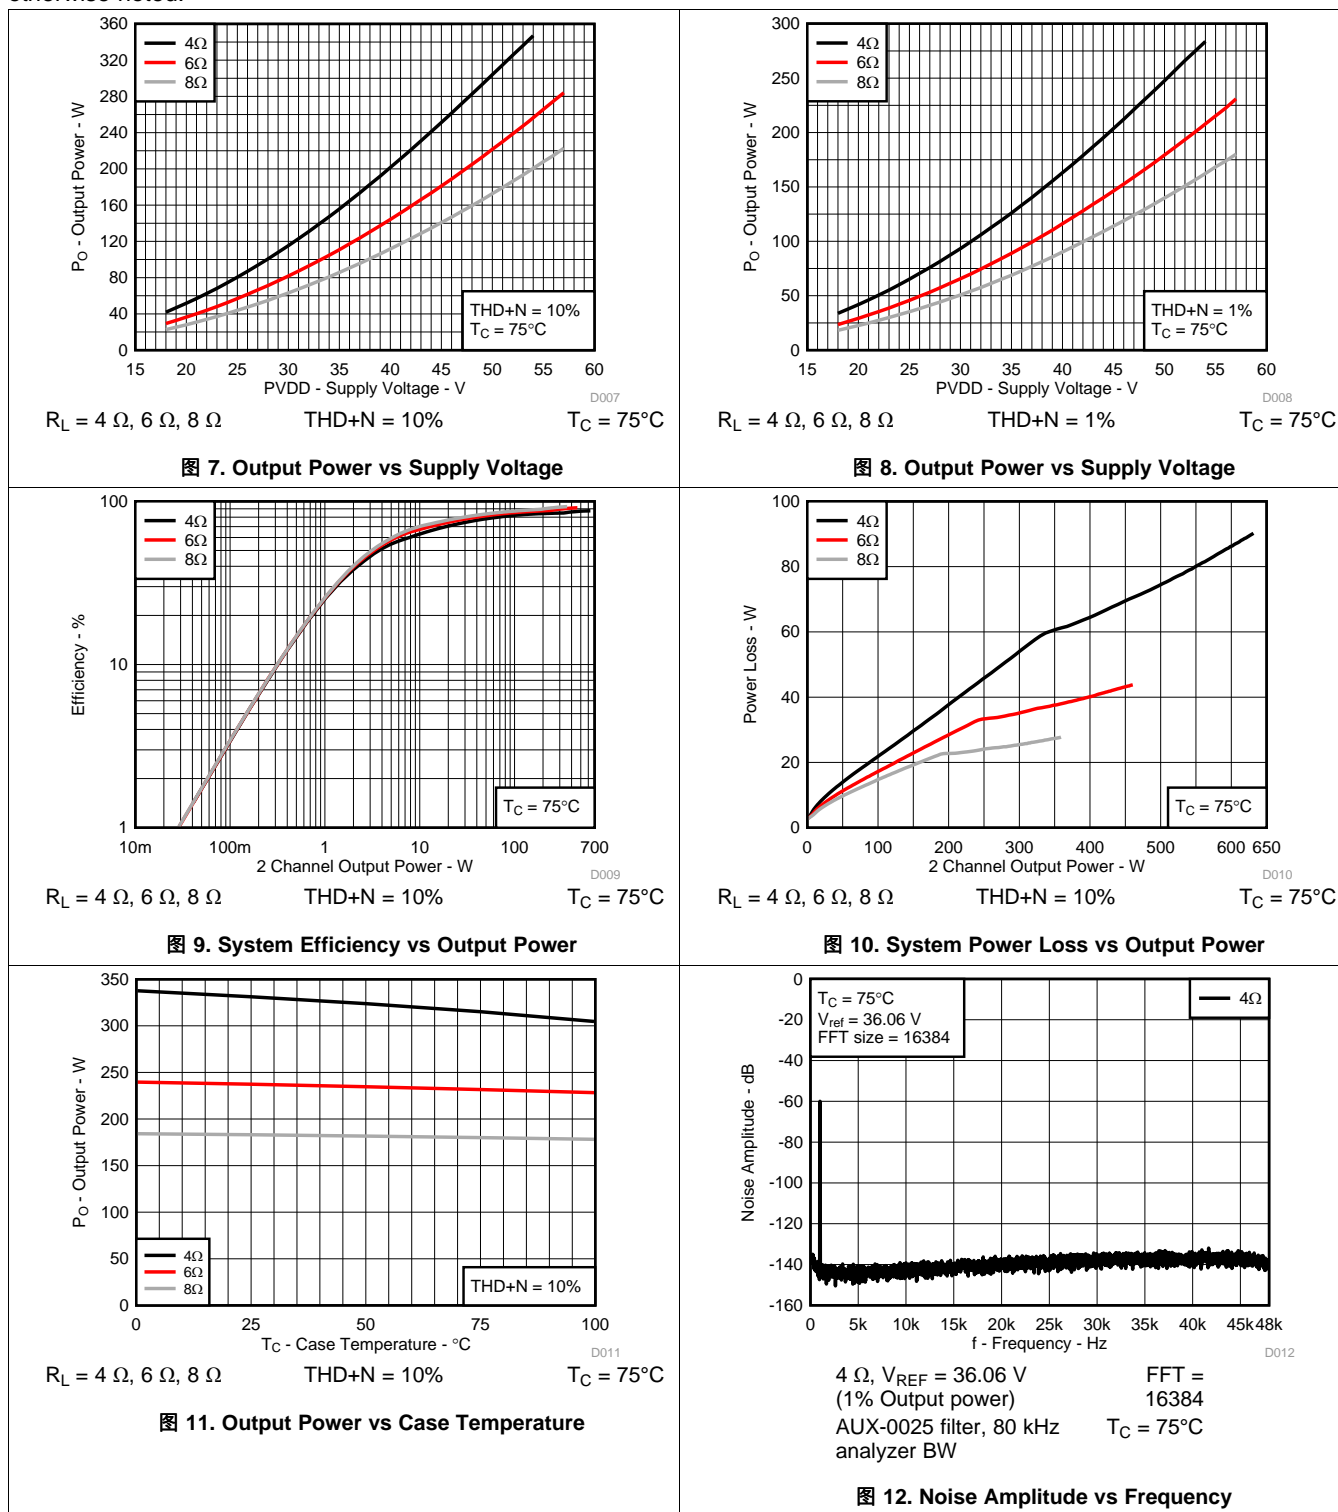 otherwise noted.
360
320
280
240
200
160
120
80
40
0
PO - Output Power - W
4Ω
6Ω
8Ω
THD+N = 10%
TC = 75°C
15 20 25 30 35 40 45 50 55 60
PVDD - Supply Voltage - V
D007
RL = 4 Ω, 6 Ω, 8 Ω THD+N = 10% TC = 75°C
图 7. Output Power vs Supply Voltage
300
250
200
150
100
50
0
PO - Output Power - W
4Ω
6Ω
8Ω
THD+N = 1%
TC = 75°C
15 20 25 30 35 40 45 50 55 60
PVDD - Supply Voltage - V
D008
RL = 4 Ω, 6 Ω, 8 Ω THD+N = 1% TC = 75°C
图 8. Output Power vs Supply Voltage
100
10
1
Efficiency - %
4Ω
6Ω
8Ω
TC = 75°C
10m 100m 1 10 100 700
2 Channel Output Power - W
D009
RL = 4 Ω, 6 Ω, 8 Ω THD+N = 10% TC = 75°C
图 9. System Efficiency vs Output Power
100
80
60
40
20
0
Power Loss - W
4Ω
6Ω
8Ω
TC = 75°C
0 100 200 300 400 500 600 650
2 Channel Output Power - W
D010
RL = 4 Ω, 6 Ω, 8 Ω THD+N = 10% TC = 75°C
图 10. System Power Loss vs Output Power
350
300
250
200
150
100
50
0
PO - Output Power - W
4Ω
6Ω
8Ω
THD+N = 10%
0 25 50 75 100
TC - Case Temperature - °C
D011
RL = 4 Ω, 6 Ω, 8 Ω THD+N = 10% TC = 75°C
图 11. Output Power vs Case Temperature
0
-20
-40
-60
-80
-100
-120
-140
-160
Noise Amplitude - dB
TC = 75°C
Vref = 36.06 V
FFT size = 16384
4Ω
0 5k 10k 15k 20k 25k 30k 35k 40k 45k 48k
f - Frequency - Hz
D012
4 Ω, VREF = 36.06 V FFT =
(1% Output power) 16384
AUX-0025 filter, 80 kHz TC = 75°C
analyzer BW
图 12. Noise Amplitude vs Frequency